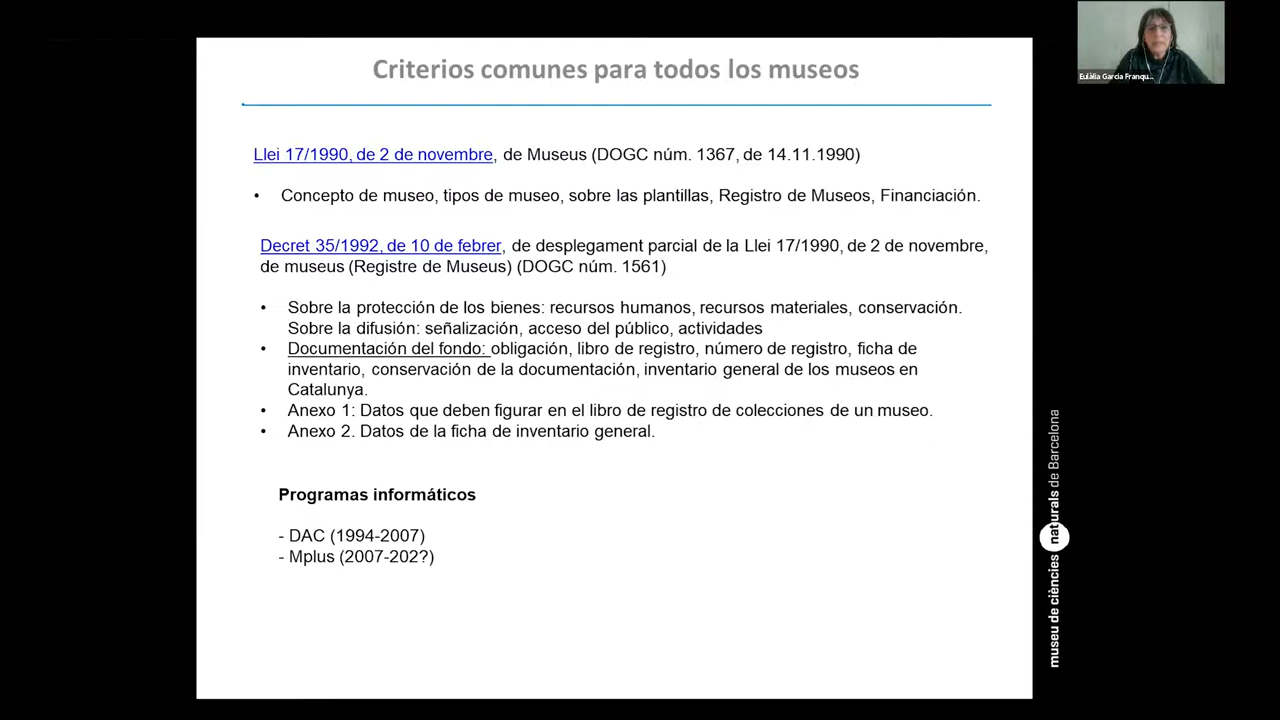 Criterios comunes para todos los museos
Eulàlia Garcia Franqu...
Llei 17/1990, de 2 de novembre, de Museus (DOGC núm. 1367, de 14.11.1990)
• Concepto de museo, tipos de museo, sobre las plantillas, Registro de Museos, Financiación.
Decret 35/1992, de 10 de febrer, de desplegament parcial de la Llei 17/1990, de 2 de novembre,
de museus (Registre de Museus) (DOGC núm. 1561)
• Sobre la protección de los bienes: recursos humanos, recursos materiales, conservación.
Sobre la difusión: señalización, acceso del público, actividades
• Documentación del fondo: obligación, libro de registro, número de registro, ficha de
inventario, conservación de la documentación, inventario general de los museos en
Catalunya.
• Anexo 1: Datos que deben figurar en el libro de registro de colecciones de un museo.
• Anexo 2. Datos de la ficha de inventario general.
Programas informáticos
- DAC (1994-2007)
- Mplus (2007-202?)
museu de ciències naturals de Barcelona